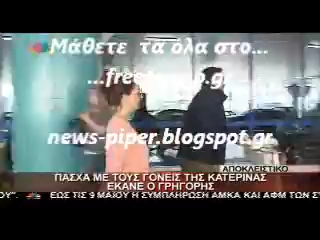 Μάθετε τα όλα στο...
news-piper.blogspot.gr
ΑΠΟΚΛΕΙΣΤΙΚΟ
ΠΑΣΧΑ ΜΕ ΤΟΥΣ ΓΟΝΕΙΣ ΤΗΣ ΚΑΤΕΡΙΝΑΣ
ΕΚΑΝΕ Ο ΓΡΗΓΟΡΗΣ
ΕΩΣ ΤΙΣ 9 ΜΑΪΟΥ Η ΣΥΜΠΛΗΡΩΣΗ ΑΜΚΑ ΚΑΙ ΑΦΜ ΤΩΝ